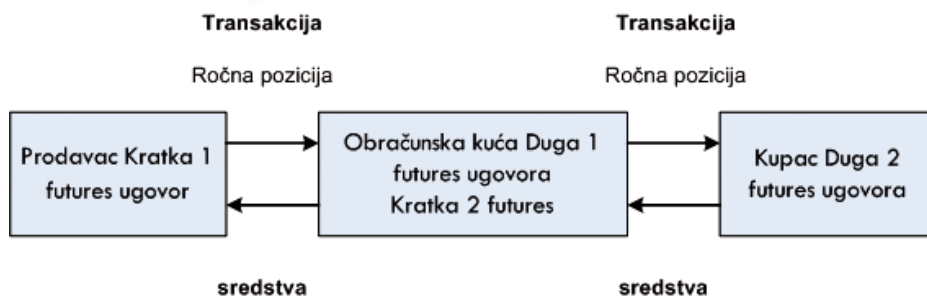 Transakcija
Transakcija
Ročna pozicija
Ročna pozicija
Prodavac Kratka 1
futures ugovor
Obračunska kuća Duga 1
futures ugovora
Kratka 2 futures
Kupac Duga 2
futures ugovora
sredstva
sredstva